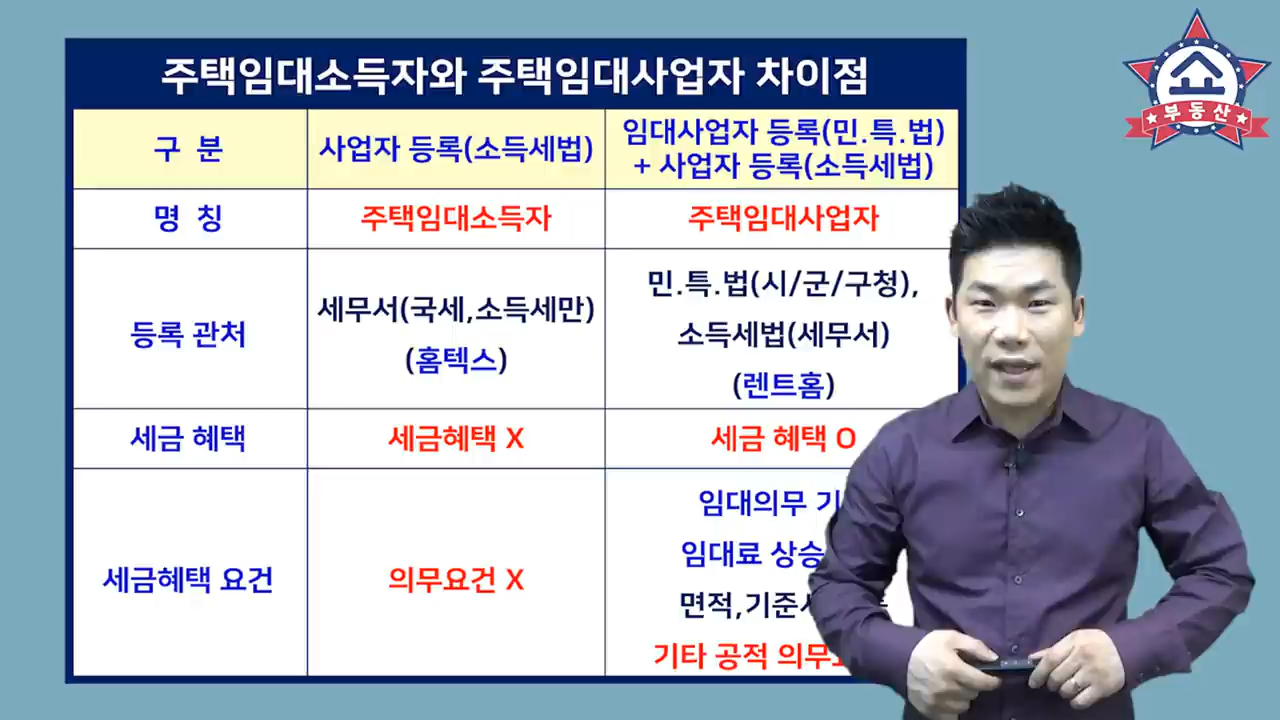 주택임대소득자와 주택임대사업자 차이점
부동산
구 분
사업자 등록(소득세법)
임대사업자 등록(민.특.법)
+ 사업자 등록(소득세법)
명 칭
주택임대소득자
주택임대사업자
등록 관처
세무서(국세,소득세만)
(홈텍스)
민.특.법(시/군/구청),
소득세법(세무서)
(렌트홈)
세금 혜택
세금혜택 X
세금 혜택 O
세금혜택 요건
의무요건 X
임대의무
임대료
면적,
기타 공적